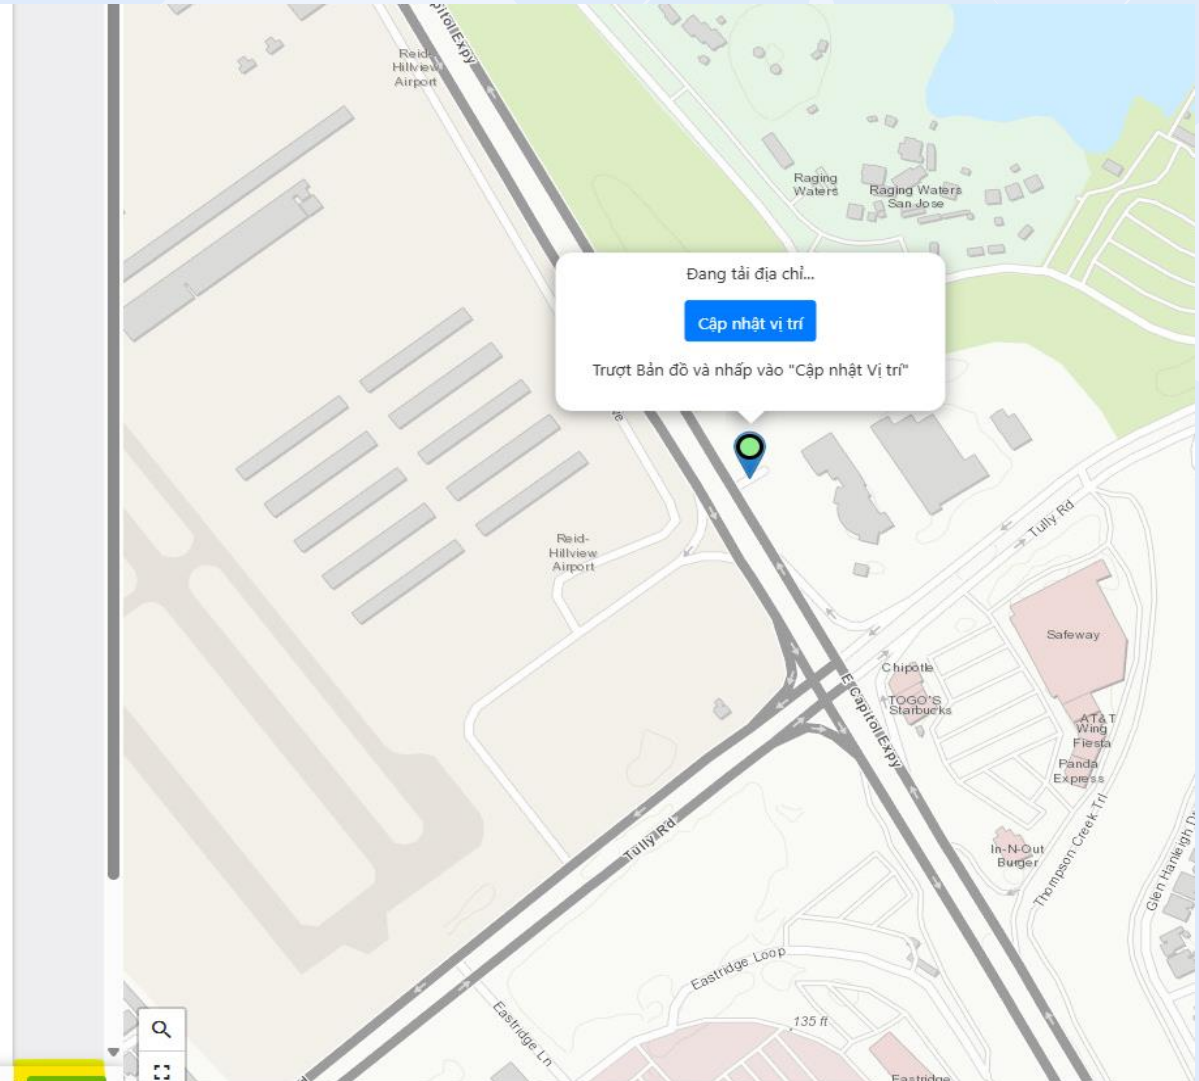 pitol Expy
Reid-
Hillview
Airport
Raging
Waters
Raging Waters
San Jose
Đang tải địa chỉ...
Cập nhật vị trí
Trượt Bản đồ và nhấp vào "Cập nhật Vị trí"
Tully Rd
Reid-
Hillview
Airport
Safeway
Chipotle
TOGO'S
Starbucks
E Capitol Expy
AT&T
Wing
Fiesta
Panda
Express
Tully Rd
In-N-Out
Burger
Thompson Creek Trl
Glen Hanleigh D
Eastridge Loop
Eastridge Ln
135 ft
Eastridge